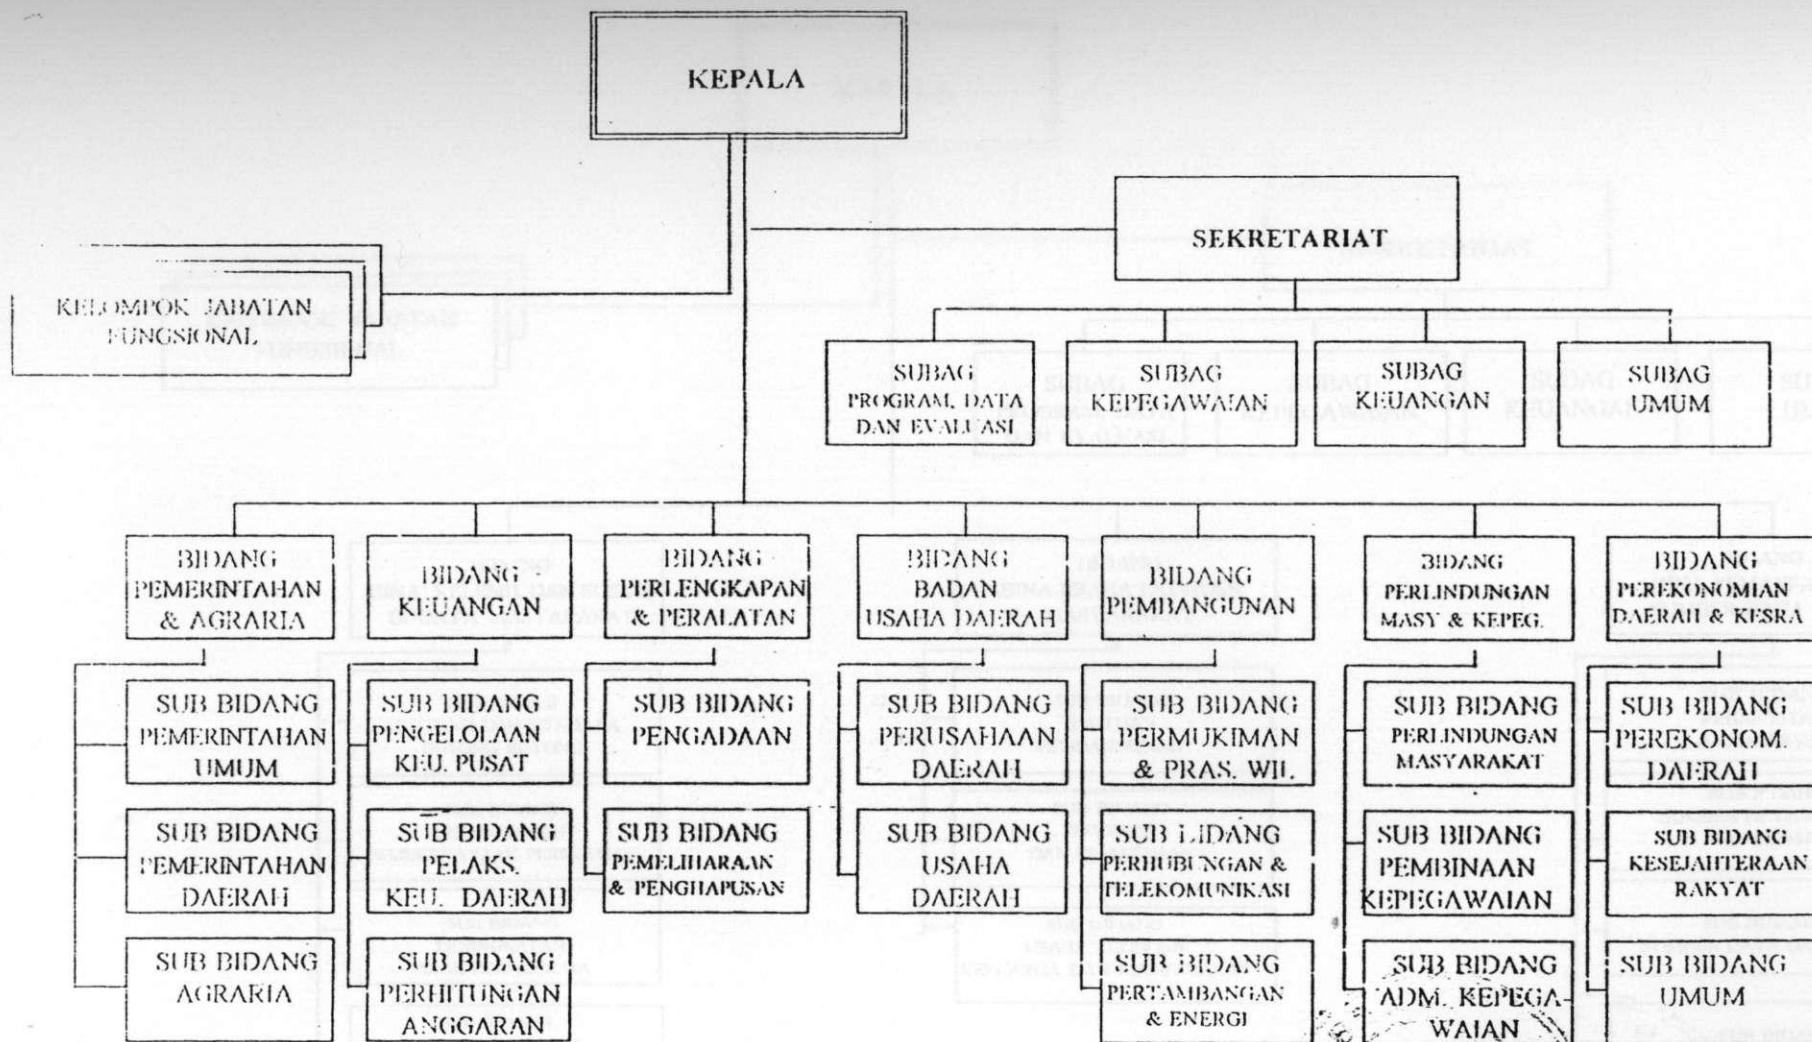 KEPALA
SEKRETARIAT
KELOMPOK JABATAN
FUNGSIONAL
SUBAG
PROGRAM, DATA
DAN EVALUASI
SUBAG
KEPEGAWAIAN
SUBAG
KEUANGAN
SUBAG
UMUM
BIDANG
PEMERINTAHAN
& AGRARIA
BIDANG
KEUANGAN
BIDANG
PERLENGKAPAN
& PERALATAN
BIDANG
BADAN
USAHA DAERAH
BIDANG
PEMBANGUNAN
BIDANG
PERLINDUNGAN
MASY & KEPEG.
BIDANG
PEREKONOMIAN
DAERAH & KESRA
SUB BIDANG
PEMERINTAHAN
UMUM
SUB BIDANG
PENGELOLAAN
KEU. PUSAT
SUB BIDANG
PENGADAAN
SUB BIDANG
PERUSAHAAN
DAERAH
SUB BIDANG
PERMUKIMAN
& PRAS. WIL.
SUB BIDANG
PERLINDUNGAN
MASYARAKAT
SUB BIDANG
PEREKONOM.
DAERAH
SUB BIDANG
PEMERINTAHAN
DAERAH
SUB BIDANG
PELAKS.
KEU. DAERAH
SUB BIDANG
PEMELIHARAAN
& PENGHAPUSAN
SUB BIDANG
USAHA
DAERAH
SUB BIDANG
PERHUBUNGAN &
TELEKOMUNIKASI
SUB BIDANG
PEMBINAAN
KEPEGAWAIAN
SUB BIDANG
KESEJAHTERAAN
RAKYAT
SUB BIDANG
AGRARIA
SUB BIDANG
PERHITUNGAN
ANGGARAN
SUB BIDANG
PERTAMBANGAN
& ENERGI
SUB BIDANG
ADM. KEPEGA-
WAIAN
SUB BIDANG
UMUM